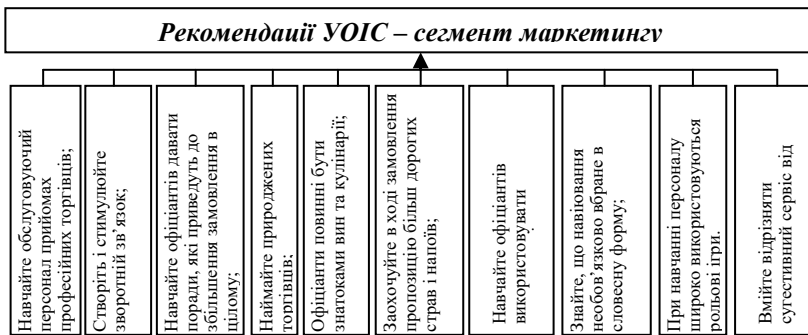 Рекомендації УОІС – сегмент маркетингу
Навчайте обслуговуючий
персонал прийомах
професійних торгівців;
Створіть і стимулюйте
зворотній зв’язок;
Навчайте офіціантів давати
поради, які приведуть до
збільшення замовлення в
цілому;
Наймайте природжених
торгівців:
Офіціанти повинні бути
знатоками вин та кулінарії;
Заохочуйте в ході замовлення
пропозицію більш дорогих
страв і напоїв;
Навчайте офіціантів
використовувати
Знайте, що навіювання
необов’язково вбране в
словесну форму;
При навчанні персоналу
широко використовуються
рольові ігри.
Вмійте відрізняти
сугестивний сервіс від